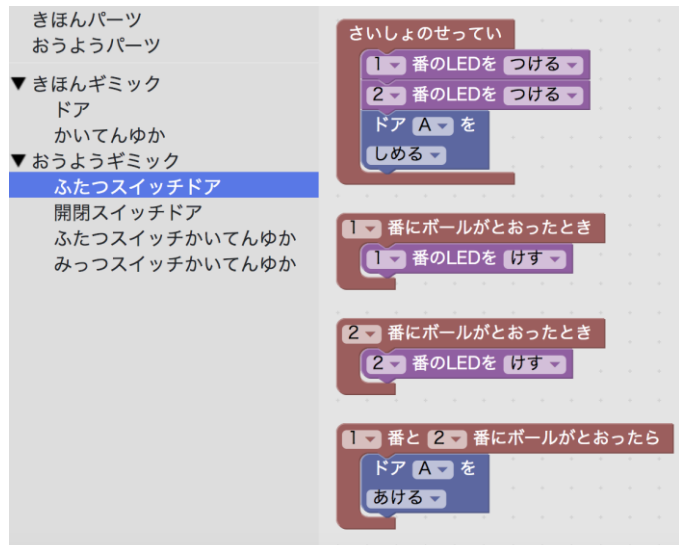 きほんパーツ
おうようパーツ
▼きほんギミック
ドア
かいてんゆか
▼おうようギミック
ふたつスイッチドア
開閉スイッチドア
ふたつスイッチかいてんゆか
みっつスイッチかいてんゆか
さいしょのせってい
1 番のLEDを つける
2 番のLEDを つける
ドア A を
しめる
1 番にボールがとおったとき
1 番のLEDを けす
2 番にボールがとおったとき
2 番のLEDを けす
1 番と 2 番にボールがとおったら
ドア A を
あける